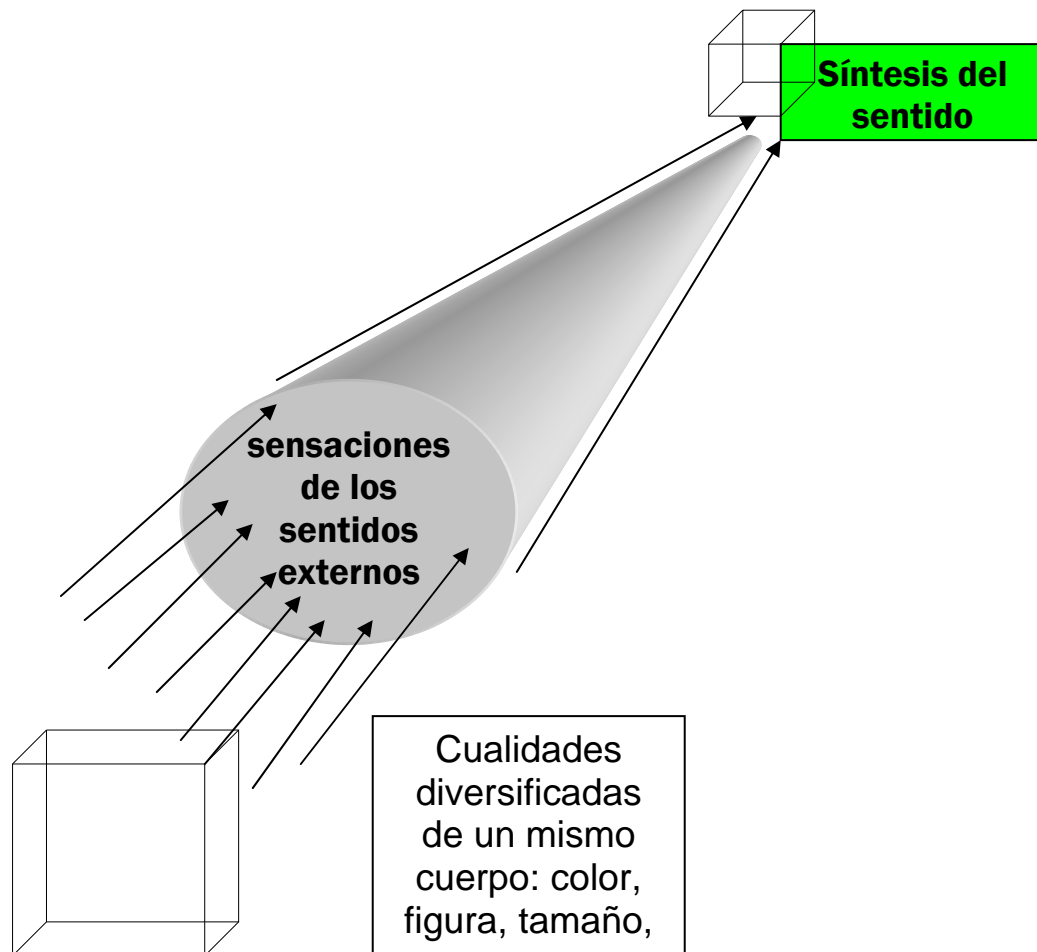 Síntesis del
sentido
sensaciones
de los
sentidos
externos
Cualidades
diversificadas
de un mismo
cuerpo: color,
figura, tamaño,